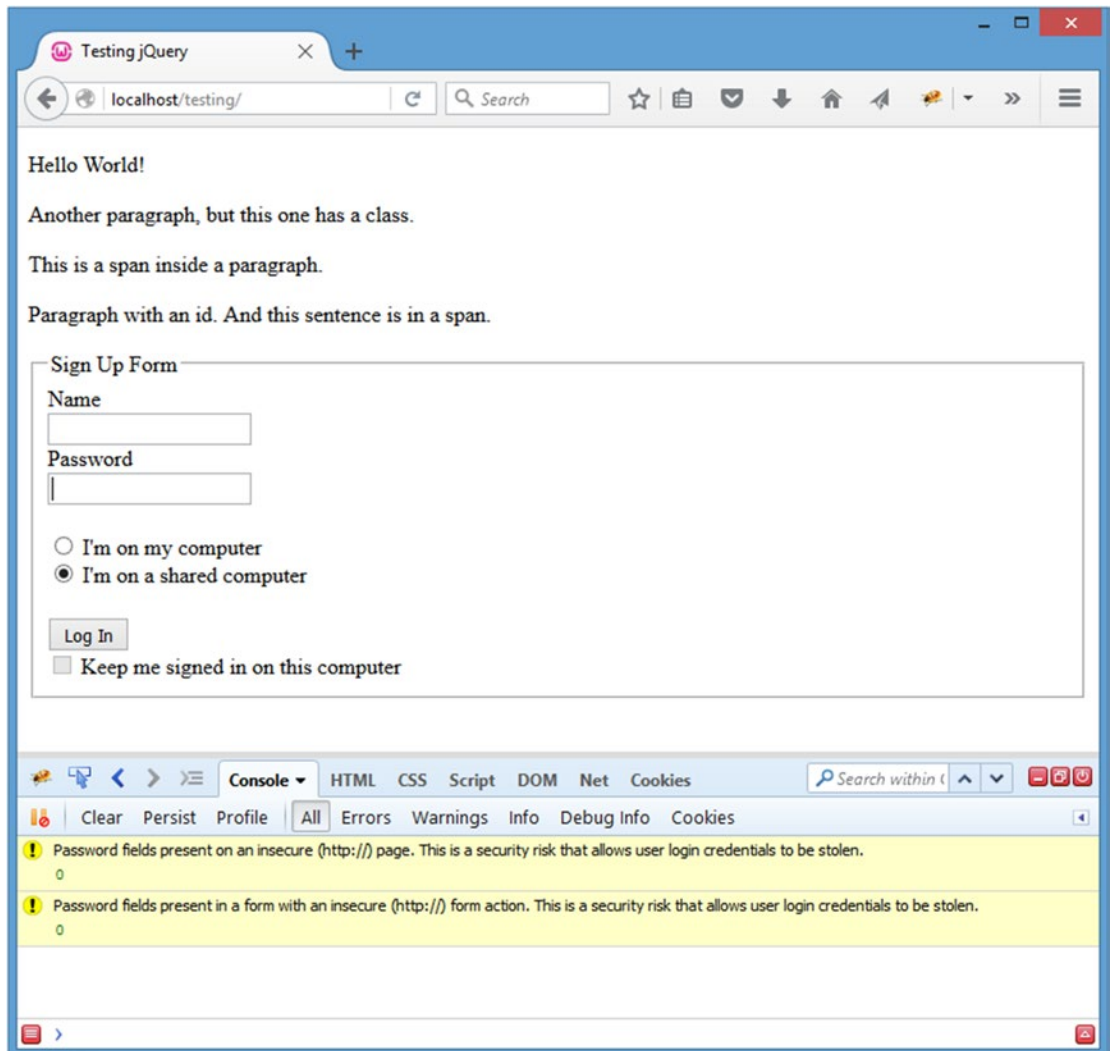 Testing jQuery
localhost/testing/
Search
Hello World!
Another paragraph, but this one has a class.
This is a span inside a paragraph.
Paragraph with an id. And this sentence is in a span.
Sign Up Form
Name
Password
I'm on my computer
I'm on a shared computer
Log In
Keep me signed in on this computer
Console HTML CSS Script DOM Net Cookies Search within
Clear Persist Profile All Errors Warnings Info Debug Info Cookies
Password fields present on an insecure (http://) page. This is a security risk that allows user login credentials to be stolen.
0
Password fields present in a form with an insecure (http://) form action. This is a security risk that allows user login credentials to be stolen.
0